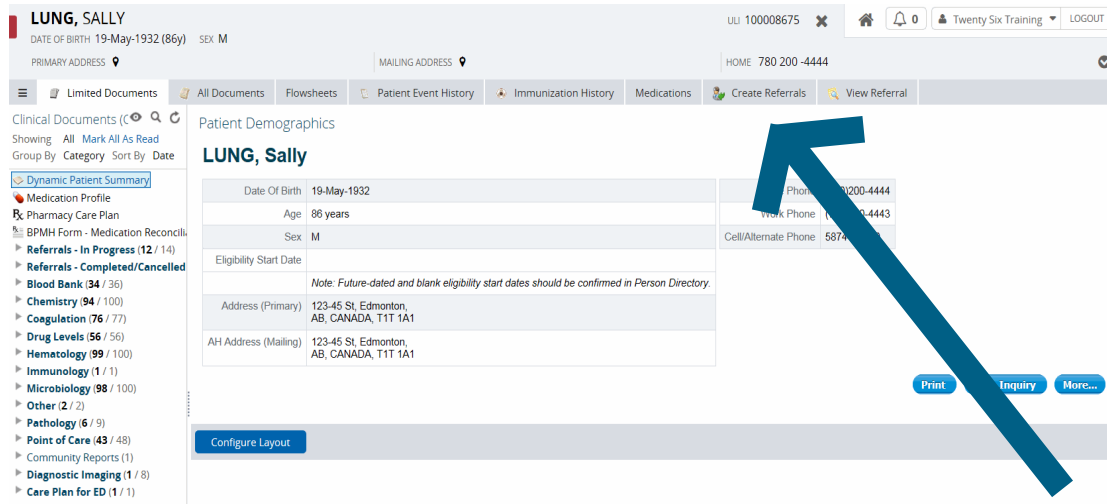 LUNG, SALLY
ULI 100008675
0
Twenty Six Training
LOGOUT
DATE OF BIRTH 19-May-1932 (86y) SEX M
PRIMARY ADDRESS
MAILING ADDRESS
HOME 780 200 -4444
Limited Documents
All Documents
Flowsheets
Patient Event History
Immunization History
Medications
Create Referrals
View Referral
Clinical Documents (C
Showing All Mark All As Read
Group By Category Sort By Date
Dynamic Patient Summary
Medication Profile
Pharmacy Care Plan
BPMH Form - Medication Reconcili
Referrals - In Progress (12 / 14)
Referrals - Completed/Cancelled
Blood Bank (34 / 36)
Chemistry (94 / 100)
Coagulation (76 / 77)
Drug Levels (56 / 56)
Hematology (99 / 100)
Immunology (1 / 1)
Microbiology (98 / 100)
Other (2 / 2)
Pathology (6 / 9)
Point of Care (43 / 48)
Community Reports (1)
Diagnostic Imaging (1 / 8)
Care Plan for ED (1 / 1)
Patient Demographics
LUNG, Sally
Date Of Birth 19-May-1932
Age 86 years
Sex M
Eligibility Start Date
Note: Future-dated and blank eligibility start dates should be confirmed in Person Directory.
Address (Primary) 123-45 St, Edmonton,
AB, CANADA, T1T 1A1
AH Address (Mailing) 123-45 St, Edmonton,
AB, CANADA, T1T 1A1
Phone )200-4444
Work Phone 0-4443
Cell/Alternate Phone 5874
Print
Inquiry
More...
Configure Layout